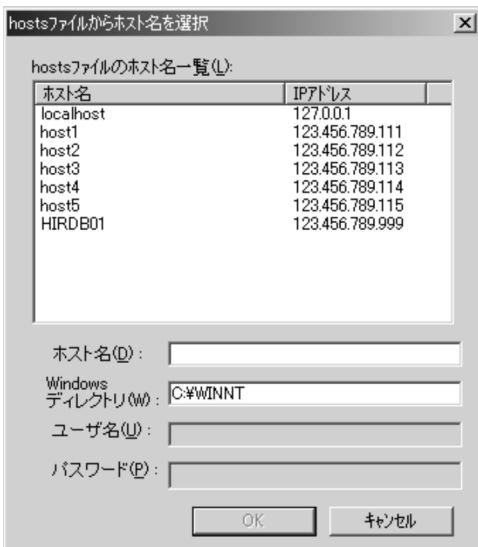 hostsﾌｧｲﾙからﾎｽﾄ名を選択
hostsﾌｧｲﾙのﾎｽﾄ名一覧(L):
ﾎｽﾄ名 IPｱﾄﾞﾚｽ
localhost 127.0.0.1
host1 123.456.789.111
host2 123.456.789.112
host3 123.456.789.113
host4 123.456.789.114
host5 123.456.789.115
HIRDB01 123.456.789.999
ホスト名(D):
Windows
ディレクトリ(W): C:¥WINNT
ユーザ名(U):
パスワード(P):
OK ｷｬﾝｾﾙ